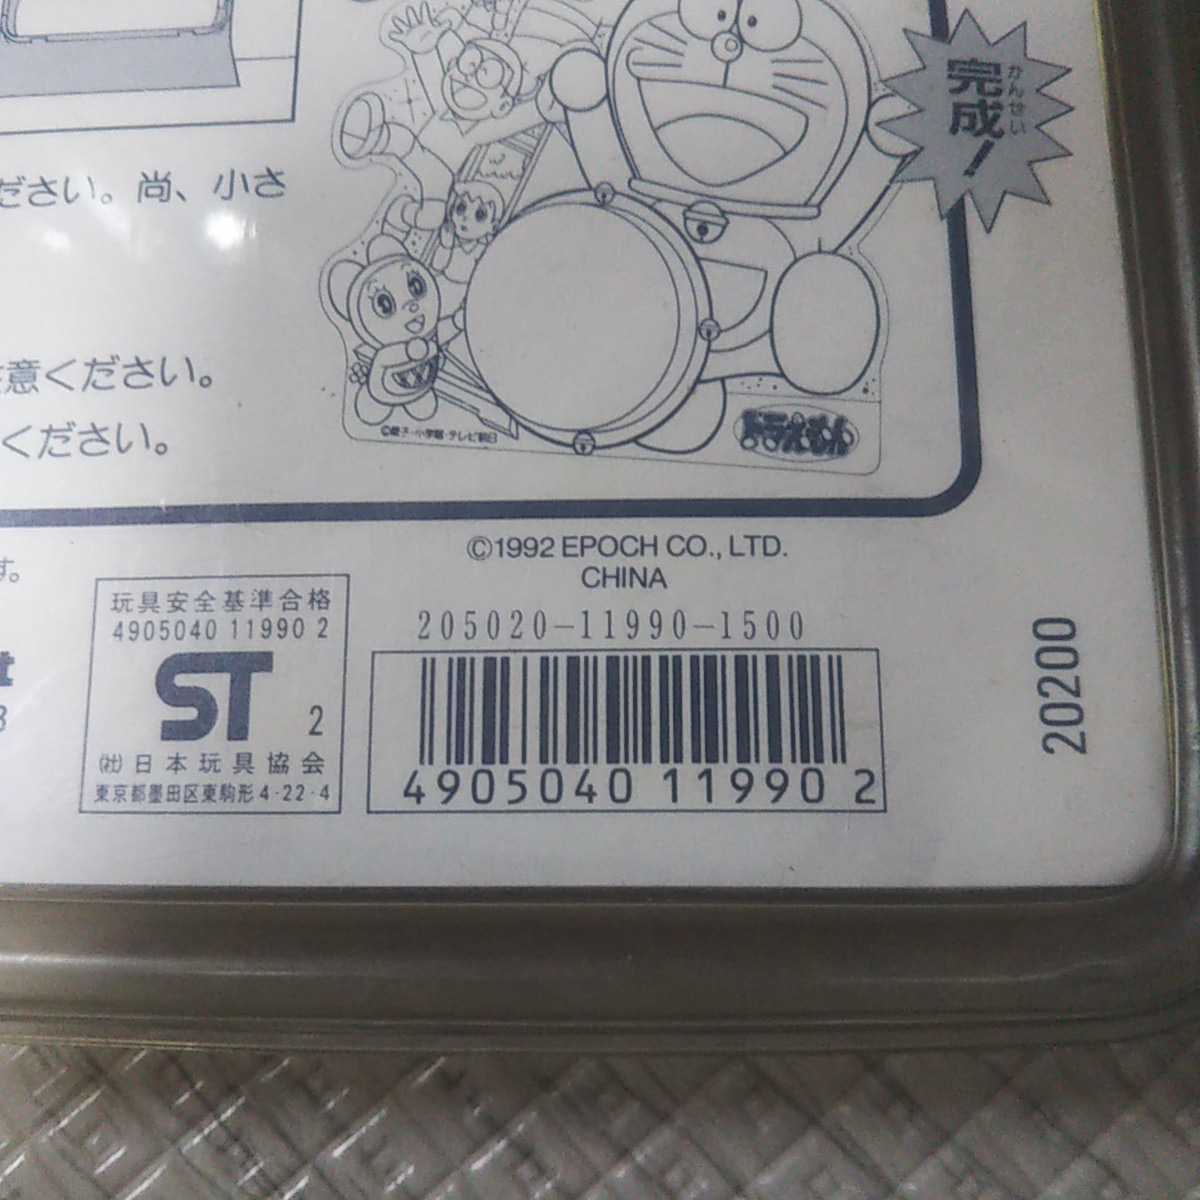 完成!
かんせい
ださい。尚、小さ
意ください。
ください。
©藤子・小学館・テレビ朝日
ドラえもん
す。
©1992 EPOCH CO., LTD.
CHINA
205020-11990-1500
4905040 11990 2
玩具安全基準合格
4905040 11990 2
ST 2
㈳日本玩具協会
東京都墨田区東駒形4-22-4
20200